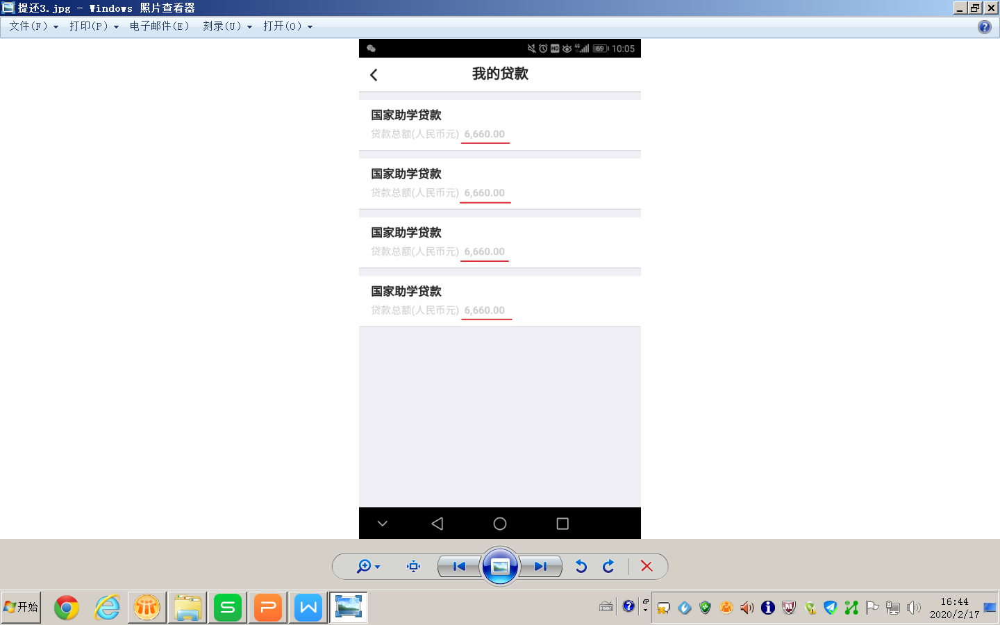 提还3.jpg - Windows 照片查看器
文件(F) 打印(P) 电子邮件(E) 刻录(U) 打开(O)
HD 4G 69 10:05
我的贷款
国家助学贷款
贷款总额(人民币元) 6,660.00
国家助学贷款
贷款总额(人民币元) 6,660.00
国家助学贷款
贷款总额(人民币元) 6,660.00
国家助学贷款
贷款总额(人民币元) 6,660.00
开始
16:44
2020/2/17